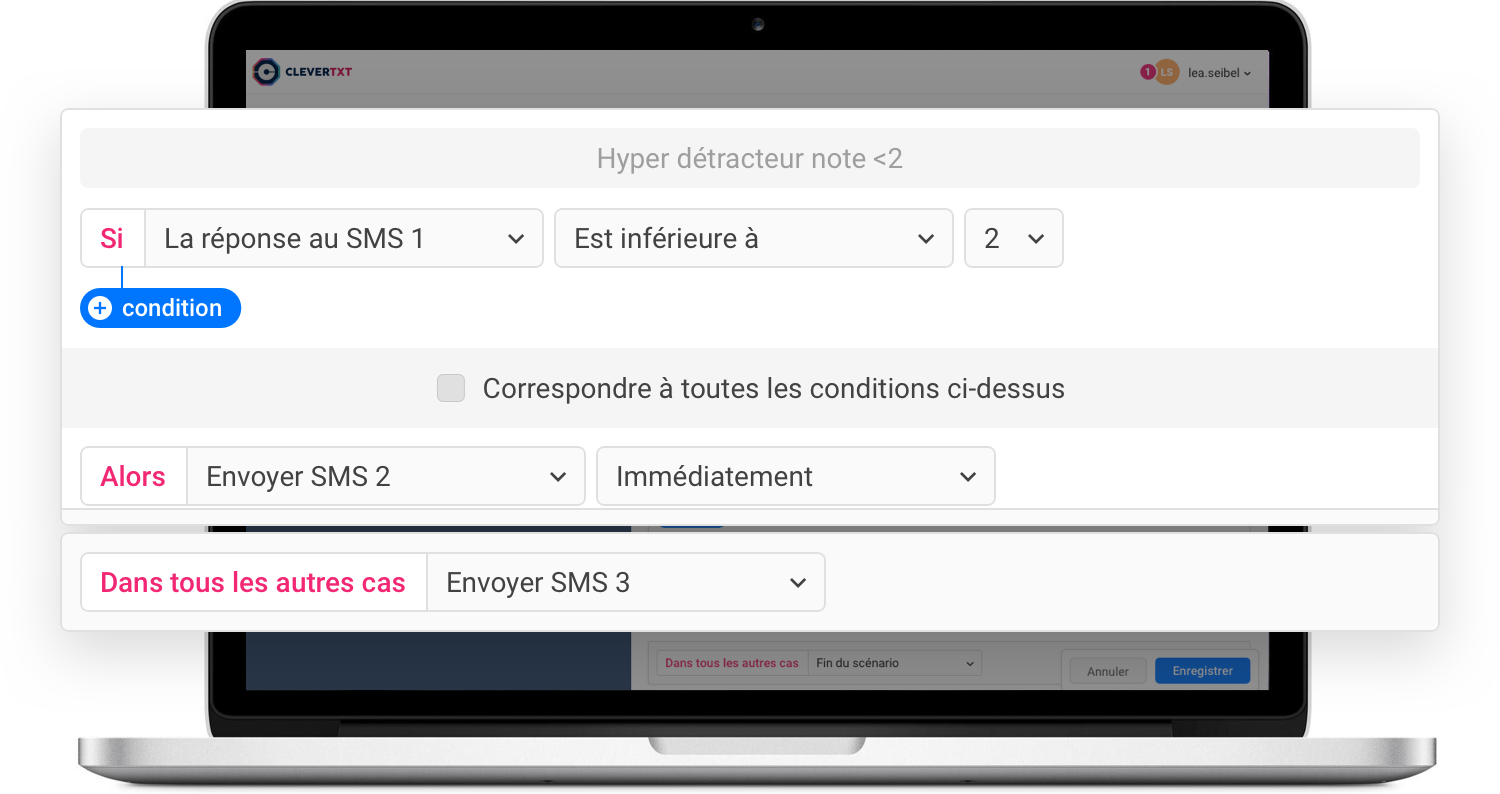 CLEVERTXT
1 LS lea.seibel
Hyper détracteur note <2
Si La réponse au SMS 1 Est inférieure à 2
condition
Correspondre à toutes les conditions ci-dessus
Alors Envoyer SMS 2 Immédiatement
Dans tous les autres cas Envoyer SMS 3
Dans tous les autres cas Fin du scénario
Annuler Enregistrer